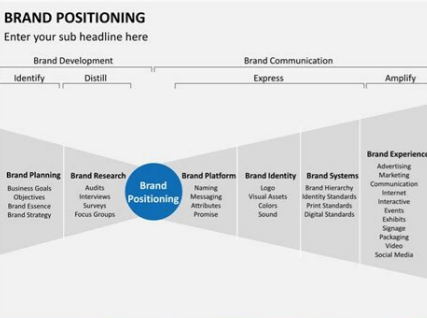 BRAND POSITIONING
Enter your sub headline here
Brand Development
Brand Communication
Identify
Distill
Express
Amplify
Brand Planning
Business Goals
Objectives
Brand Essence
Brand Strategy
Brand Research
Audits
Interviews
Surveys
Focus Groups
Brand
Positioning
Brand Platform
Naming
Messaging
Attributes
Promise
Brand Identity
Logo
Visual Assets
Colors
Sound
Brand Systems
Brand Hierarchy
Identity Standards
Print Standards
Digital Standards
Brand Experience
Advertising
Marketing
Communication
Internet
Interactive
Events
Exhibits
Signage
Packaging
Video
Social Media